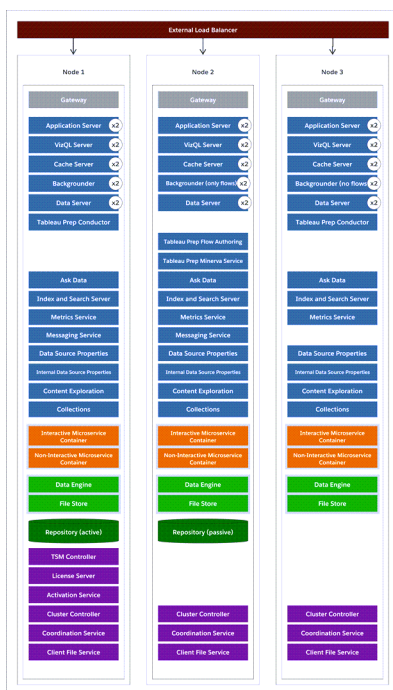 External Load Balancer
Node 1
Gateway
Application Server x2
VizQL Server x2
Cache Server x2
Backgrounder x2
Data Server x2
Tableau Prep Conductor
Ask Data
Index and Search Server
Metrics Service
Messaging Service
Data Source Properties
Internal Data Source Properties
Content Exploration
Collections
Interactive Microservice
Container
Non-Interactive Microservice
Container
Data Engine
File Store
Repository (active)
TSM Controller
License Server
Activation Service
Cluster Controller
Coordination Service
Client File Service
Node 2
Gateway
Application Server x2
VizQL Server x2
Cache Server x2
Backgrounder (only flows) x2
Data Server x2
Tableau Prep Flow Authoring
Tableau Prep Minerva Service
Ask Data
Index and Search Server
Metrics Service
Messaging Service
Data Source Properties
Internal Data Source Properties
Content Exploration
Collections
Interactive Microservice
Container
Non-Interactive Microservice
Container
Data Engine
File Store
Repository (passive)
Cluster Controller
Coordination Service
Client File Service
Node 3
Gateway
Application Server x2
VizQL Server x2
Cache Server x2
Backgrounder (no flows x2
Data Server x2
Tableau Prep Conductor
Ask Data
Index and Search Server
Metrics Service
Data Source Properties
Internal Data Source Properties
Content Exploration
Collections
Interactive Microservice
Container
Non-Interactive Microservice
Container
Data Engine
File Store
Cluster Controller
Coordination Service
Client File Service